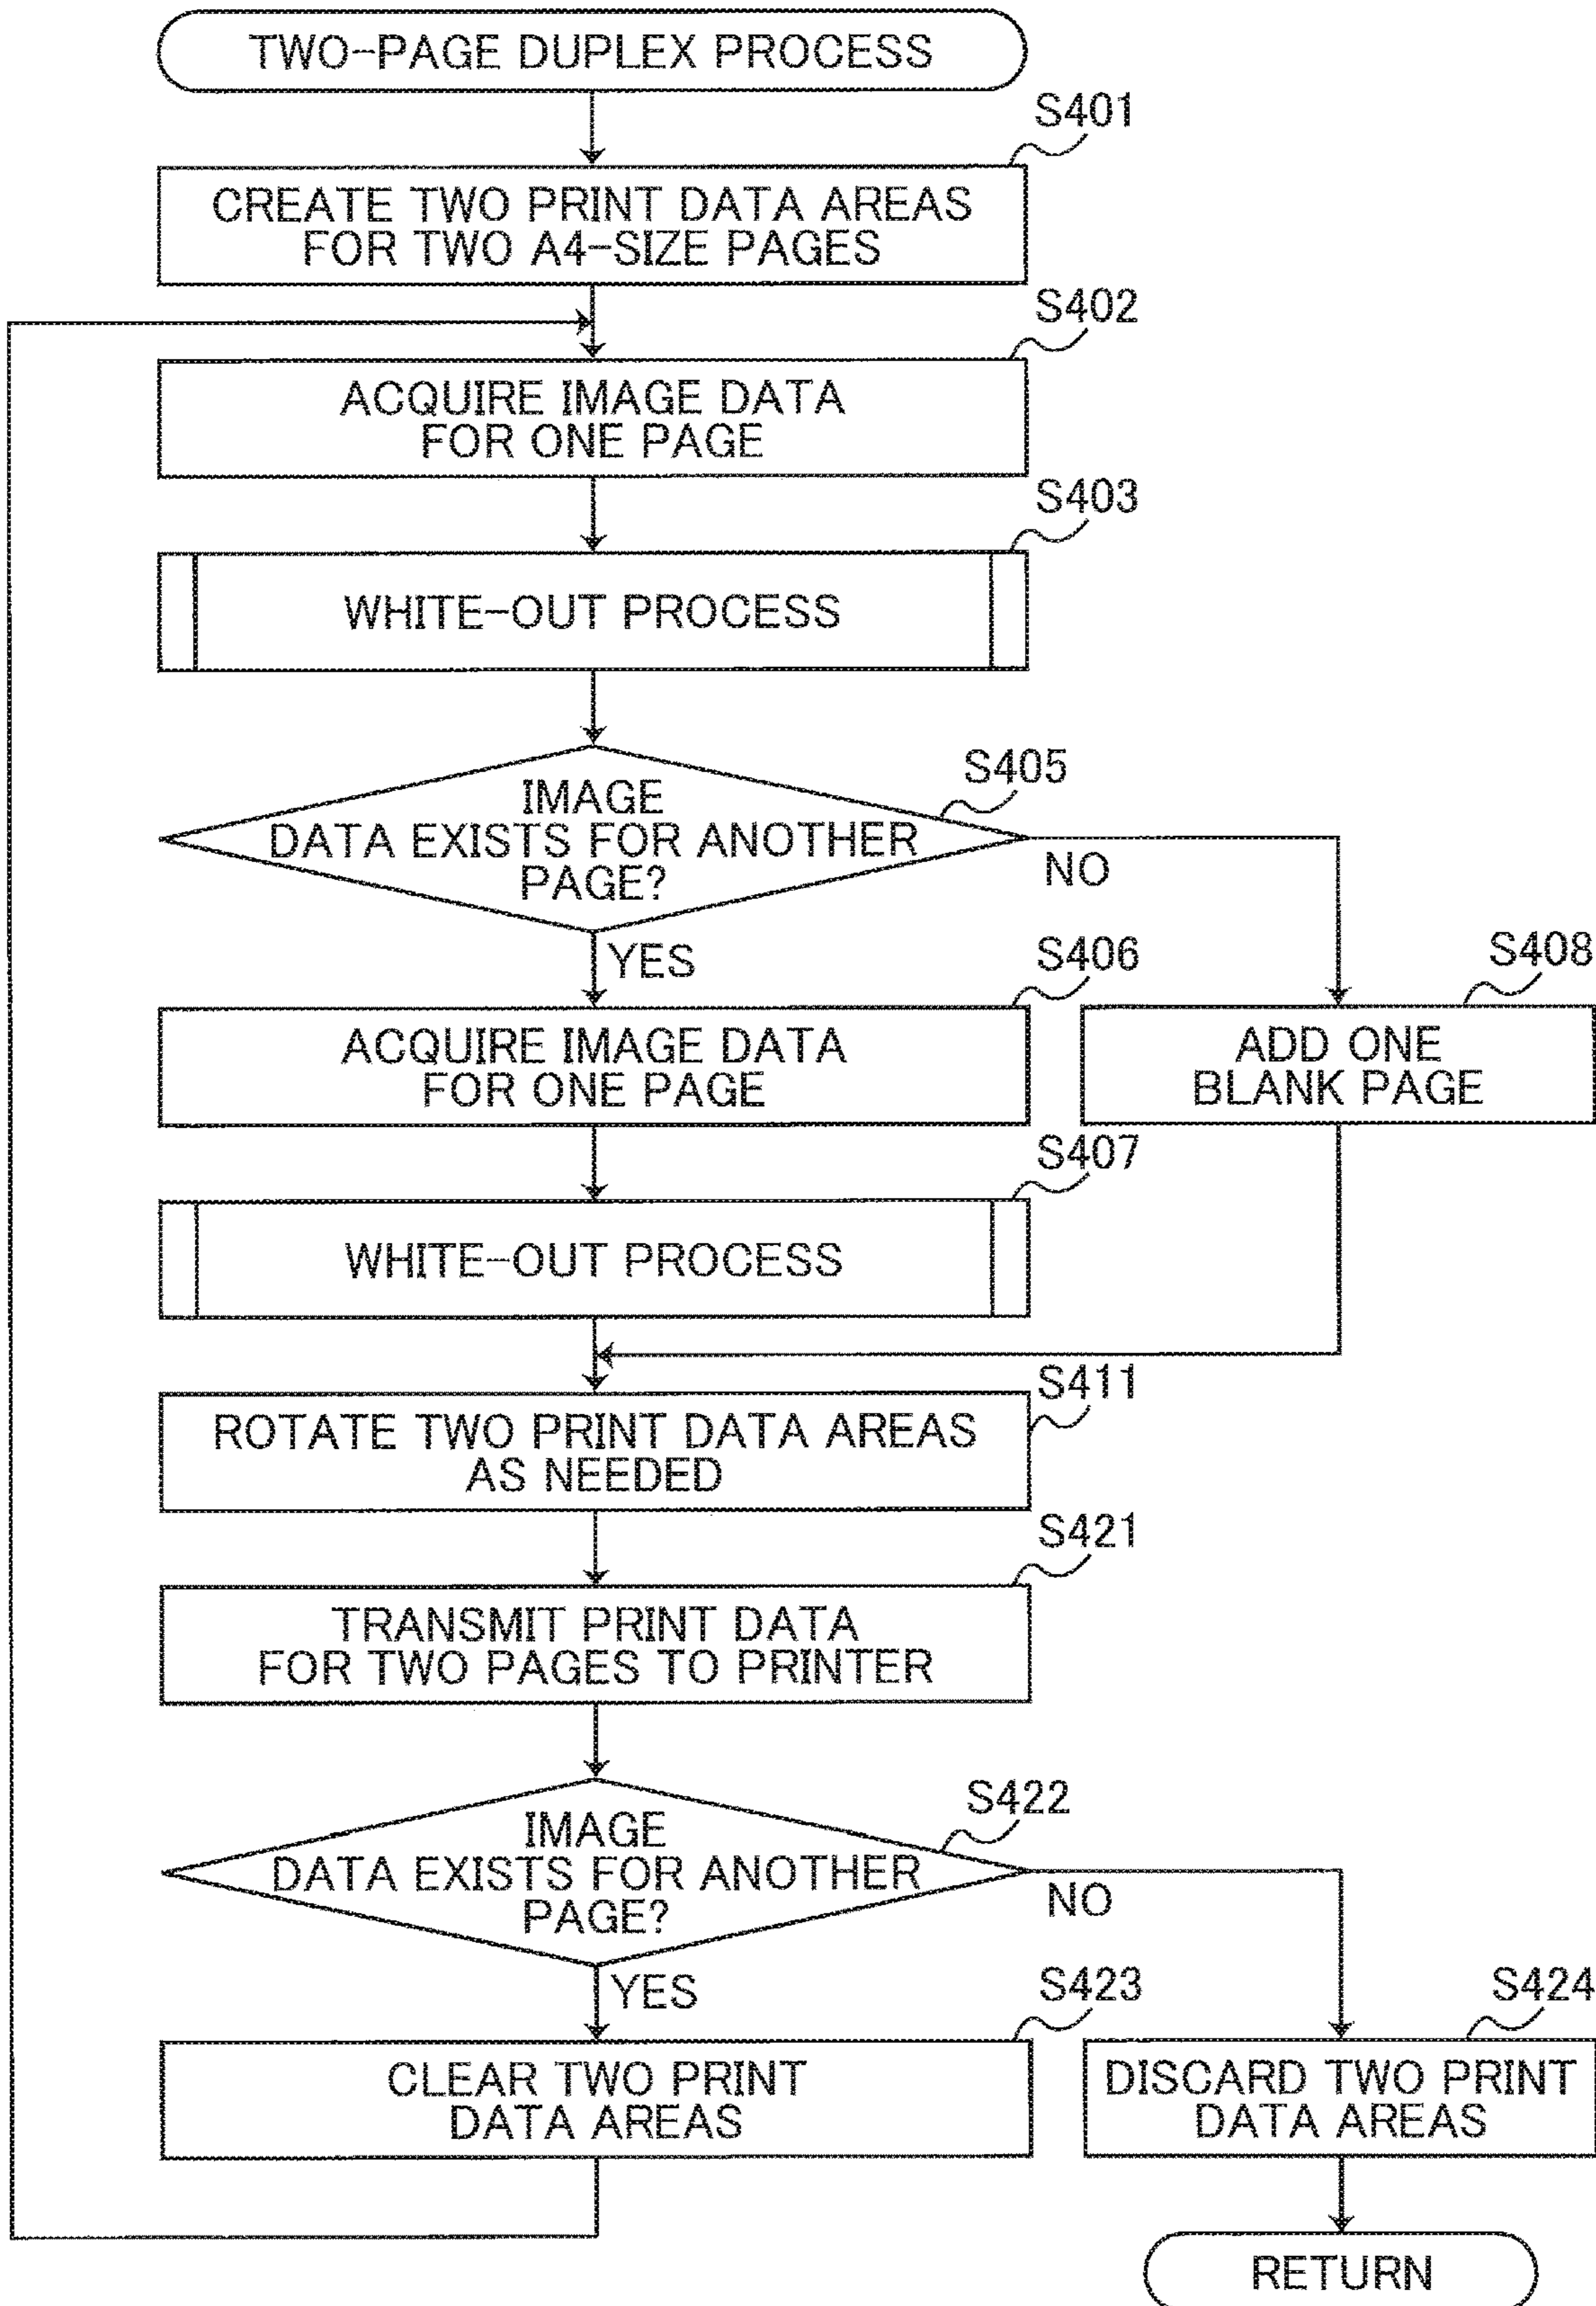 TWO-PAGE DUPLEX PROCESS
S401
CREATE TWO PRINT DATA AREAS
FOR TWO A4-SIZE PAGES
S402
ACQUIRE IMAGE DATA
FOR ONE PAGE
S403
WHITE-OUT PROCESS
S405
IMAGE
DATA EXISTS FOR ANOTHER
PAGE?
NO
YES
S406
ACQUIRE IMAGE DATA
FOR ONE PAGE
S408
ADD ONE
BLANK PAGE
S407
WHITE-OUT PROCESS
S411
ROTATE TWO PRINT DATA AREAS
AS NEEDED
S421
TRANSMIT PRINT DATA
FOR TWO PAGES TO PRINTER
S422
IMAGE
DATA EXISTS FOR ANOTHER
PAGE?
NO
YES
S423
CLEAR TWO PRINT
DATA AREAS
S424
DISCARD TWO PRINT
DATA AREAS
RETURN